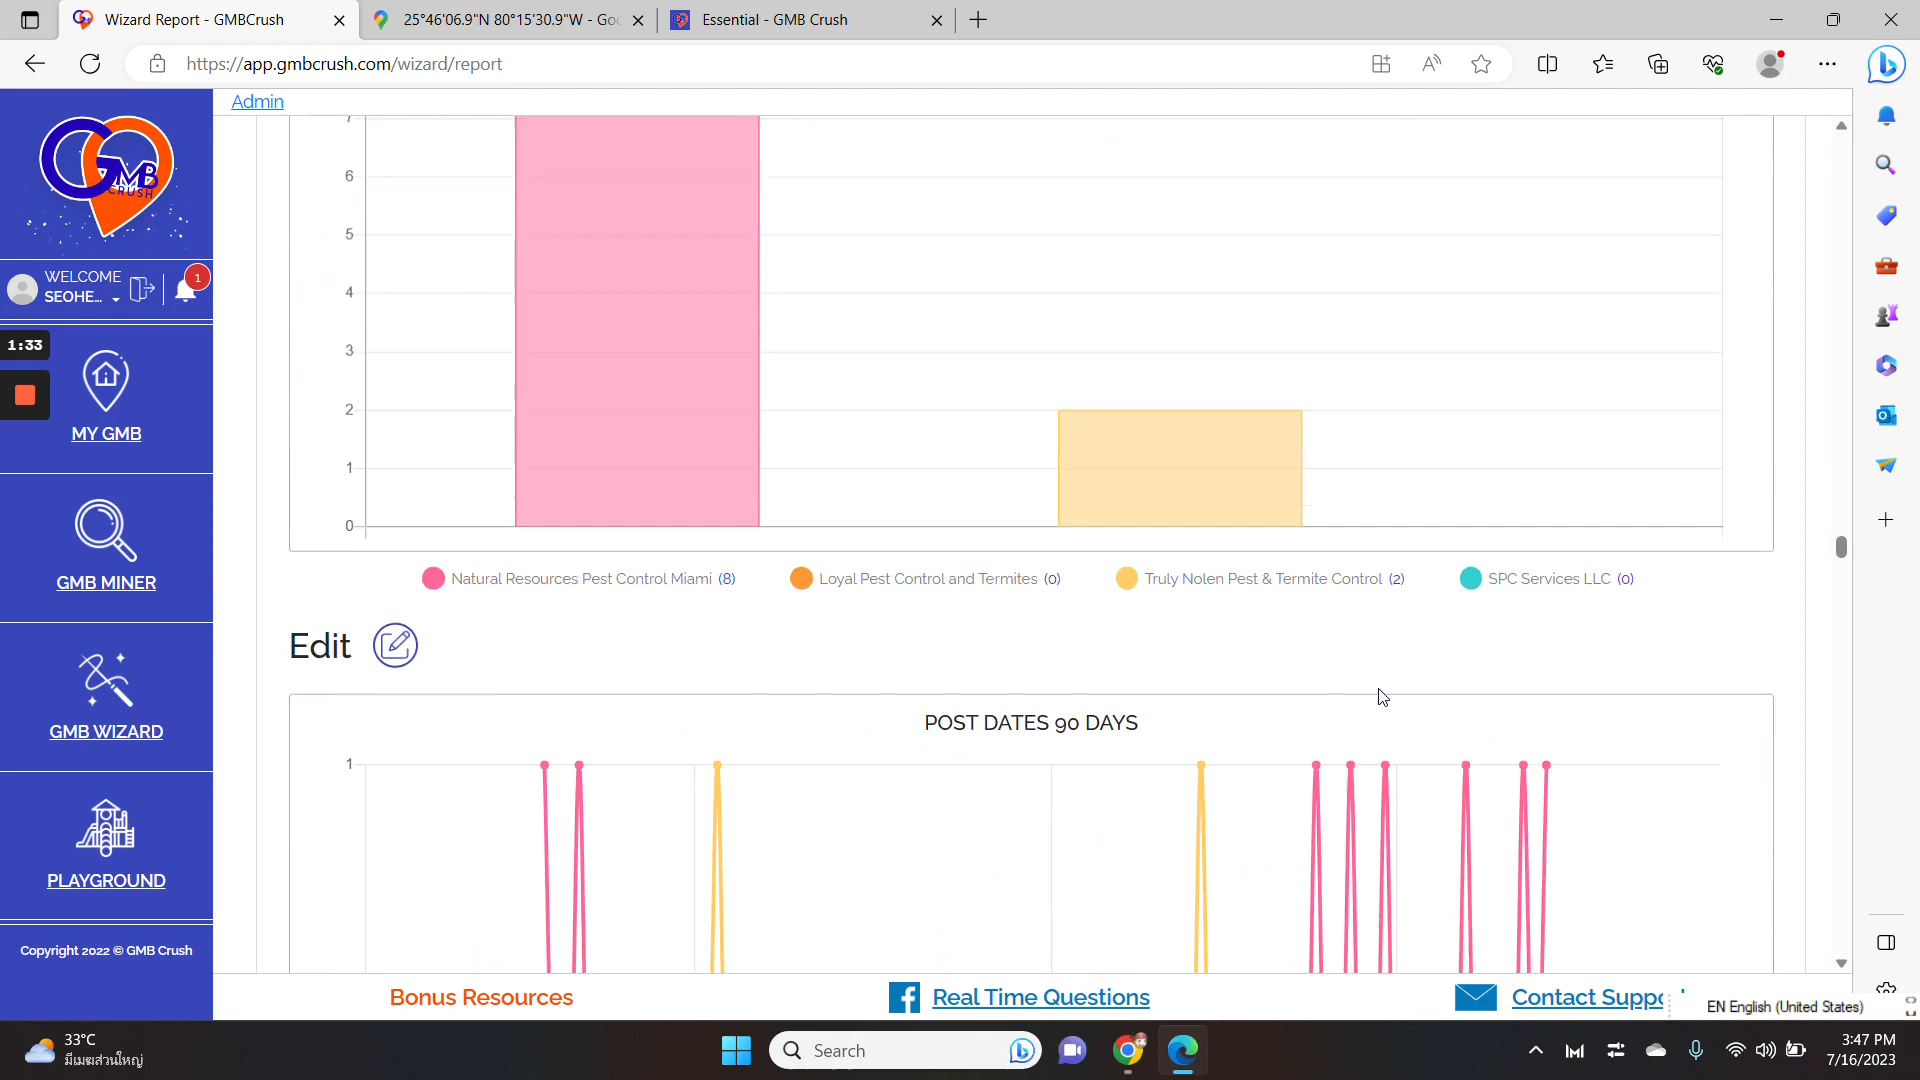 Wizard Report - GMBCrush
25°46'06.9"N 80°15'30.9"W - Goo
Essential - GMB Crush
https://app.gmbcrush.com/wizard/report
Admin
GMB
CRUSH
WELCOME
SEOHE...
1
1:33
MY GMB
GMB MINER
GMB WIZARD
PLAYGROUND
Copyright 2022 © GMB Crush
7
6
5
4
3
2
1
0
Natural Resources Pest Control Miami (8)
Loyal Pest Control and Termites (0)
Truly Nolen Pest & Termite Control (2)
SPC Services LLC (0)
Edit
POST DATES 90 DAYS
1
Bonus Resources
Real Time Questions
Contact Suppo
EN English (United States)
33°C
มีเมฆส่วนใหญ่
Search
3:47 PM
7/16/2023